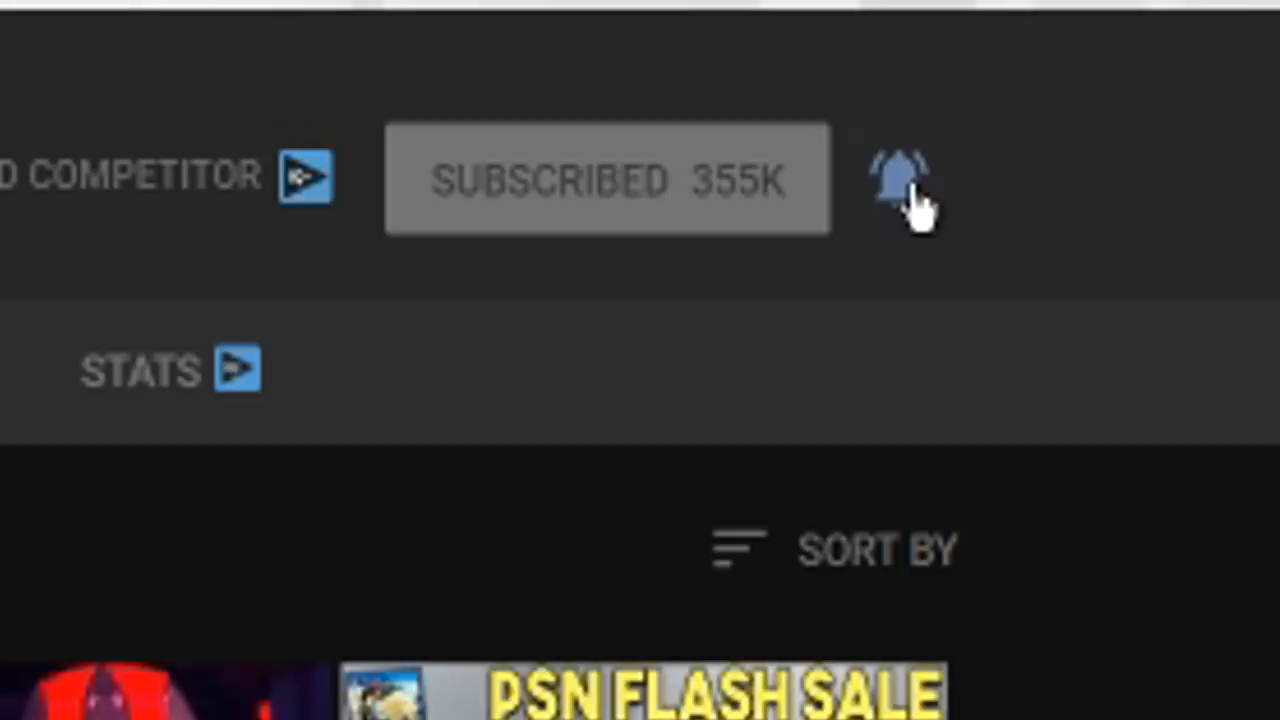 D COMPETITOR
SUBSCRIBED 355K
STATS
SORT BY
PSN FLASH SALE